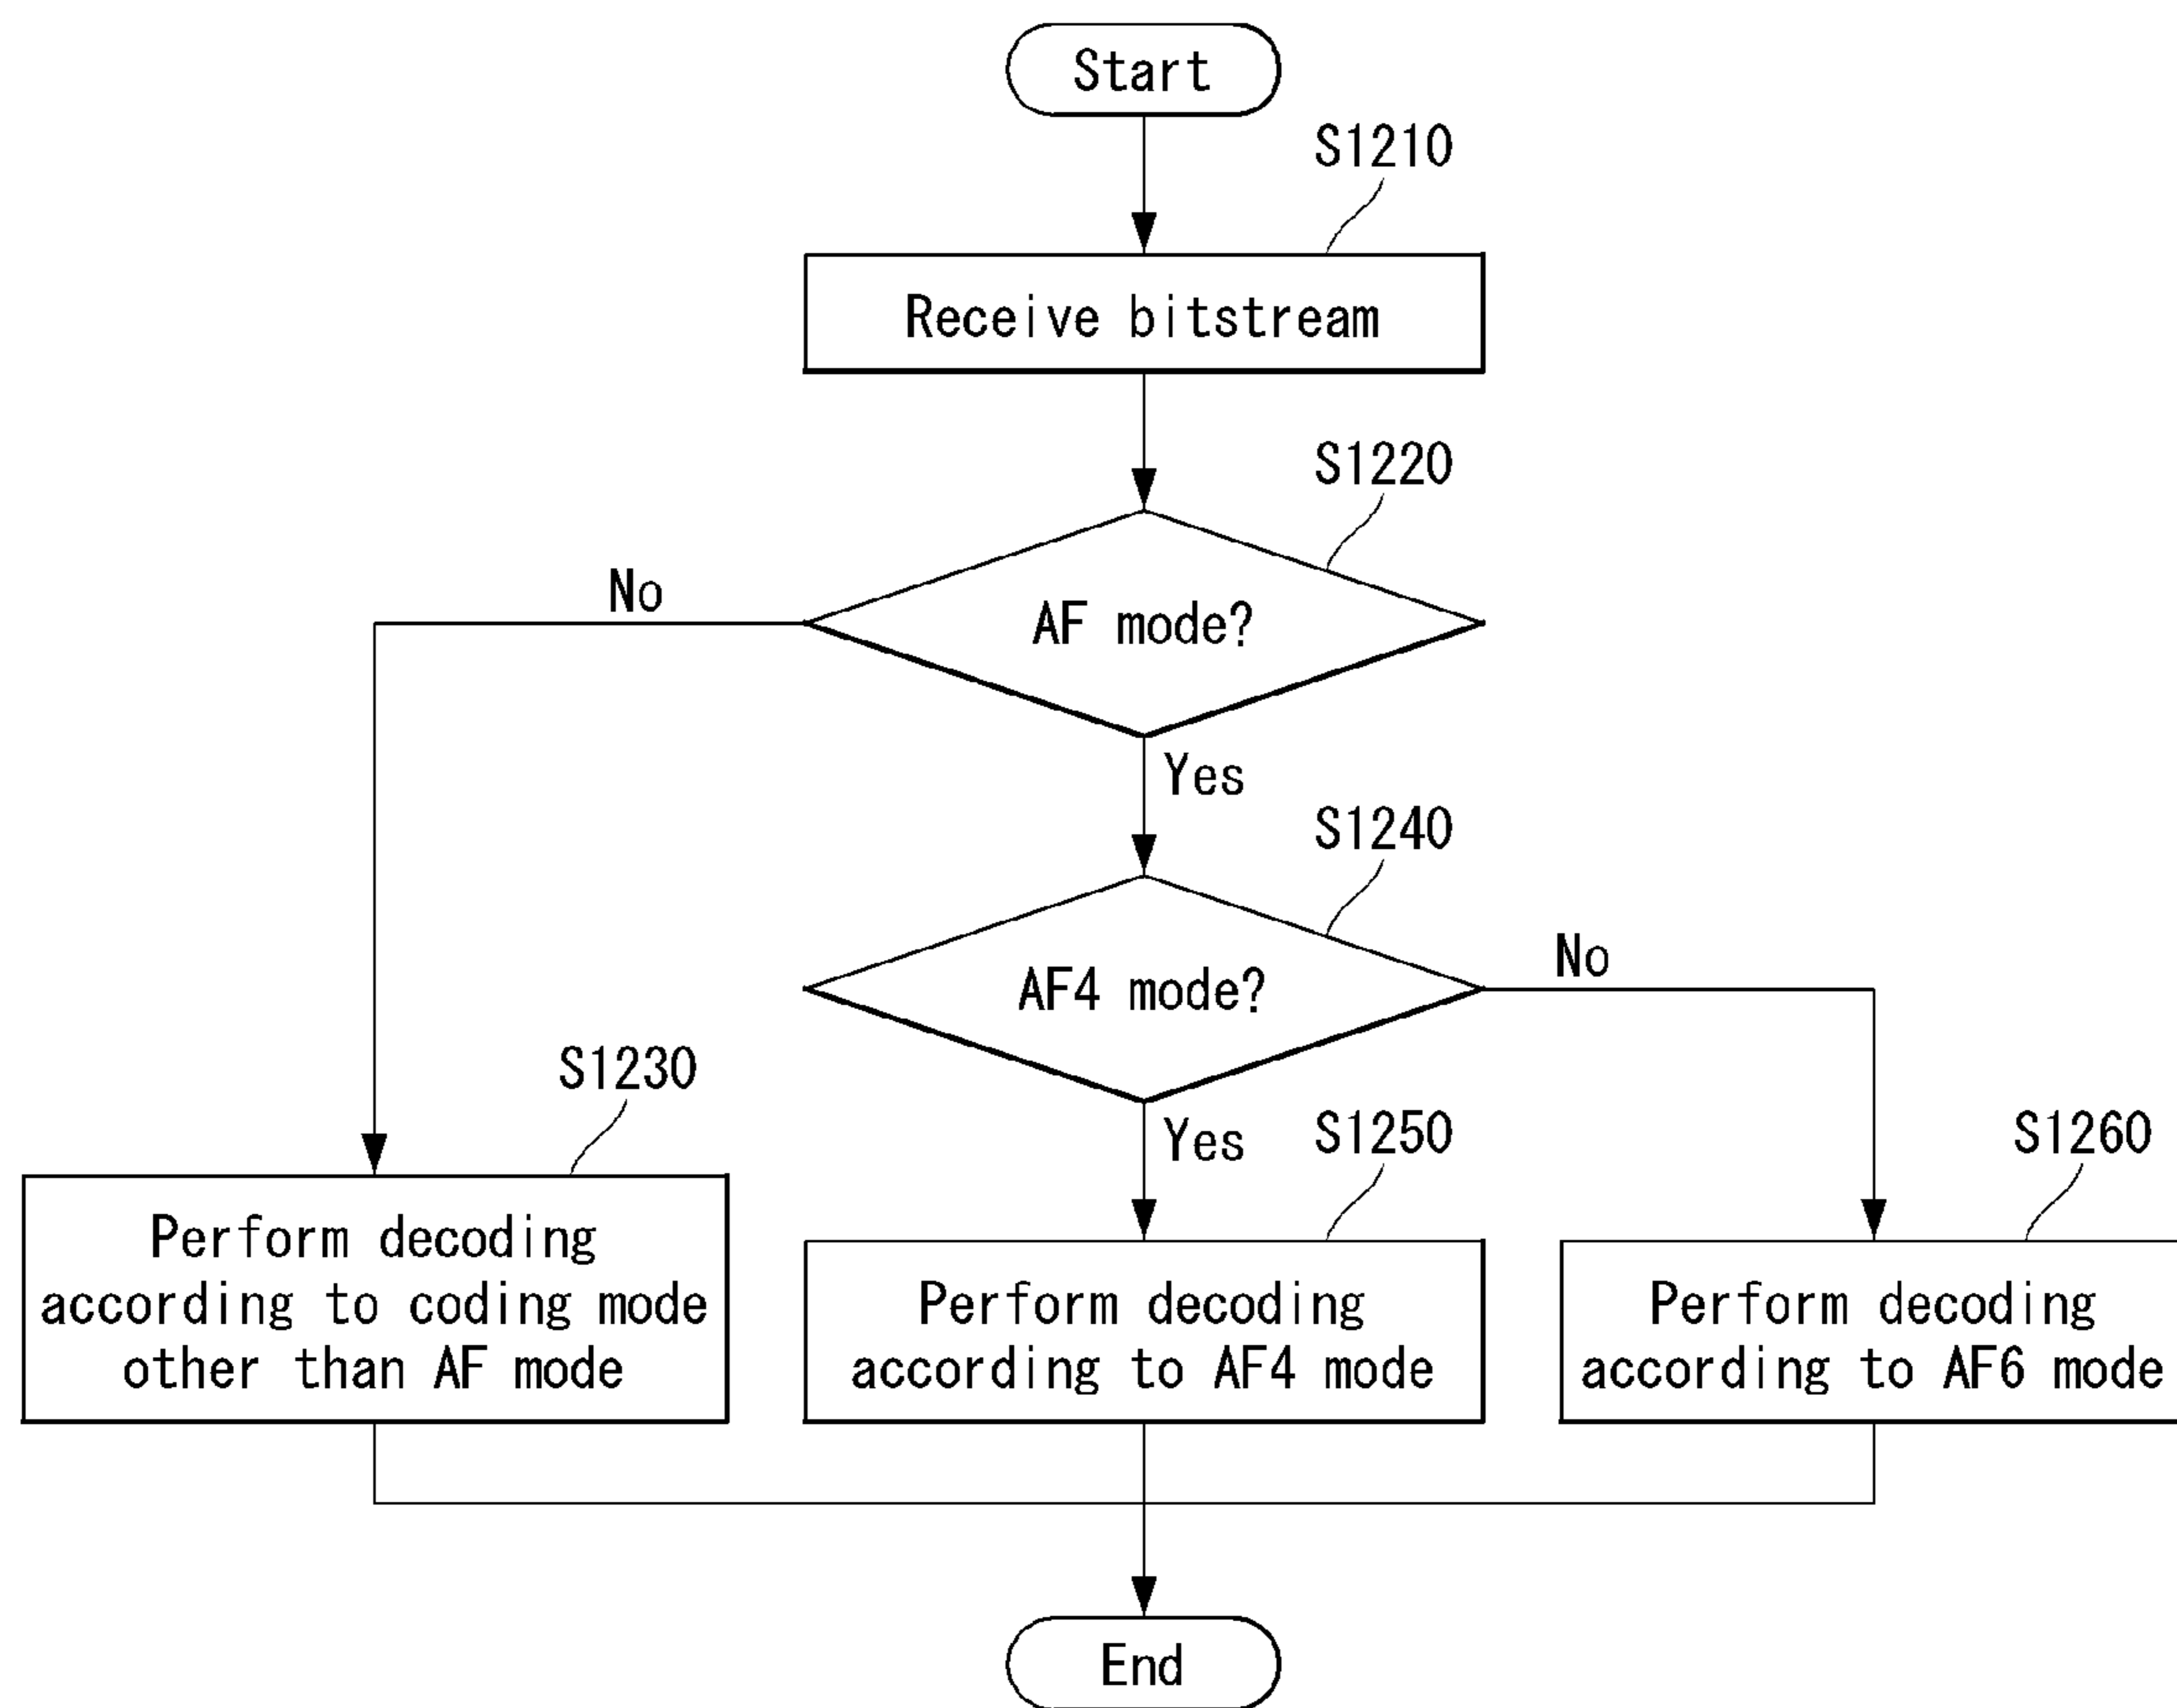 Start
S1210
Receive bitstream
S1220
No
AF mode?
Yes
S1240
No
AF4 mode?
S1230
Yes
S1250
S1260
Perform decoding
according to coding mode
other than AF mode
Perform decoding
according to AF4 mode
Perform decoding
according to AF6 mode
End